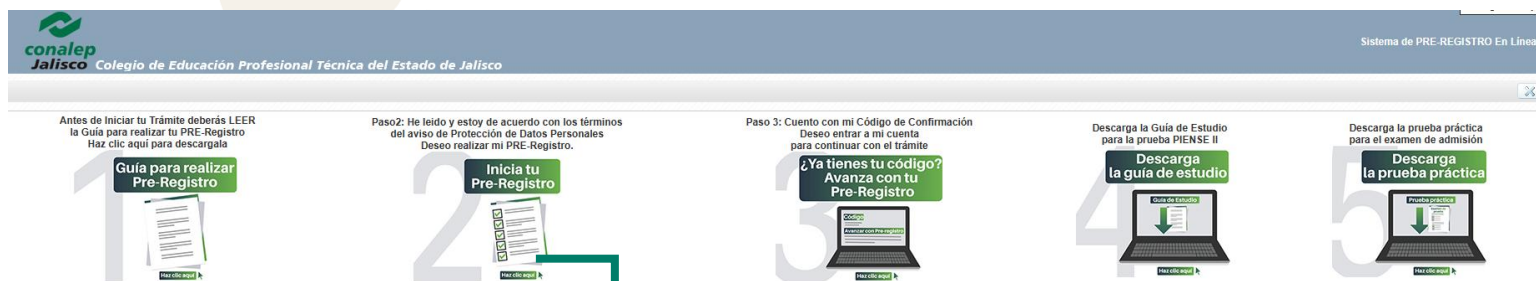 conalep
Jalisco
Colegio de Educación Profesional Técnica del Estado de Jalisco
Sistema de PRE-REGISTRO En Línea
Antes de Iniciar tu Trámite deberás LEER
la Guía para realizar tu PRE-Registro
Haz clic aquí para descargala
1
Guía para realizar
Pre-Registro
Haz clic aquí
Paso2: He leido y estoy de acuerdo con los tèrminos
del aviso de Protección de Datos Personales
Deseo realizar mi PRE-Registro.
2
Inicia tu
Pre-Registro
Haz clic aquí
Paso 3: Cuento con mi Código de Confirmación
Deseo entrar a mi cuenta
para continuar con el trámite
3
¿Ya tienes tu código?
Avanza con tu
Pre-Registro
Código
Avanzar con Pre-registro
Haz clic aquí
Descarga la Guía de Estudio
para la prueba PIENSE II
4
Descarga
la guía de estudio
Guía de Estudio
Haz clic aquí
Descarga la prueba práctica
para el examen de admisión
5
Descarga
la prueba práctica
Prueba práctica
Haz clic aquí